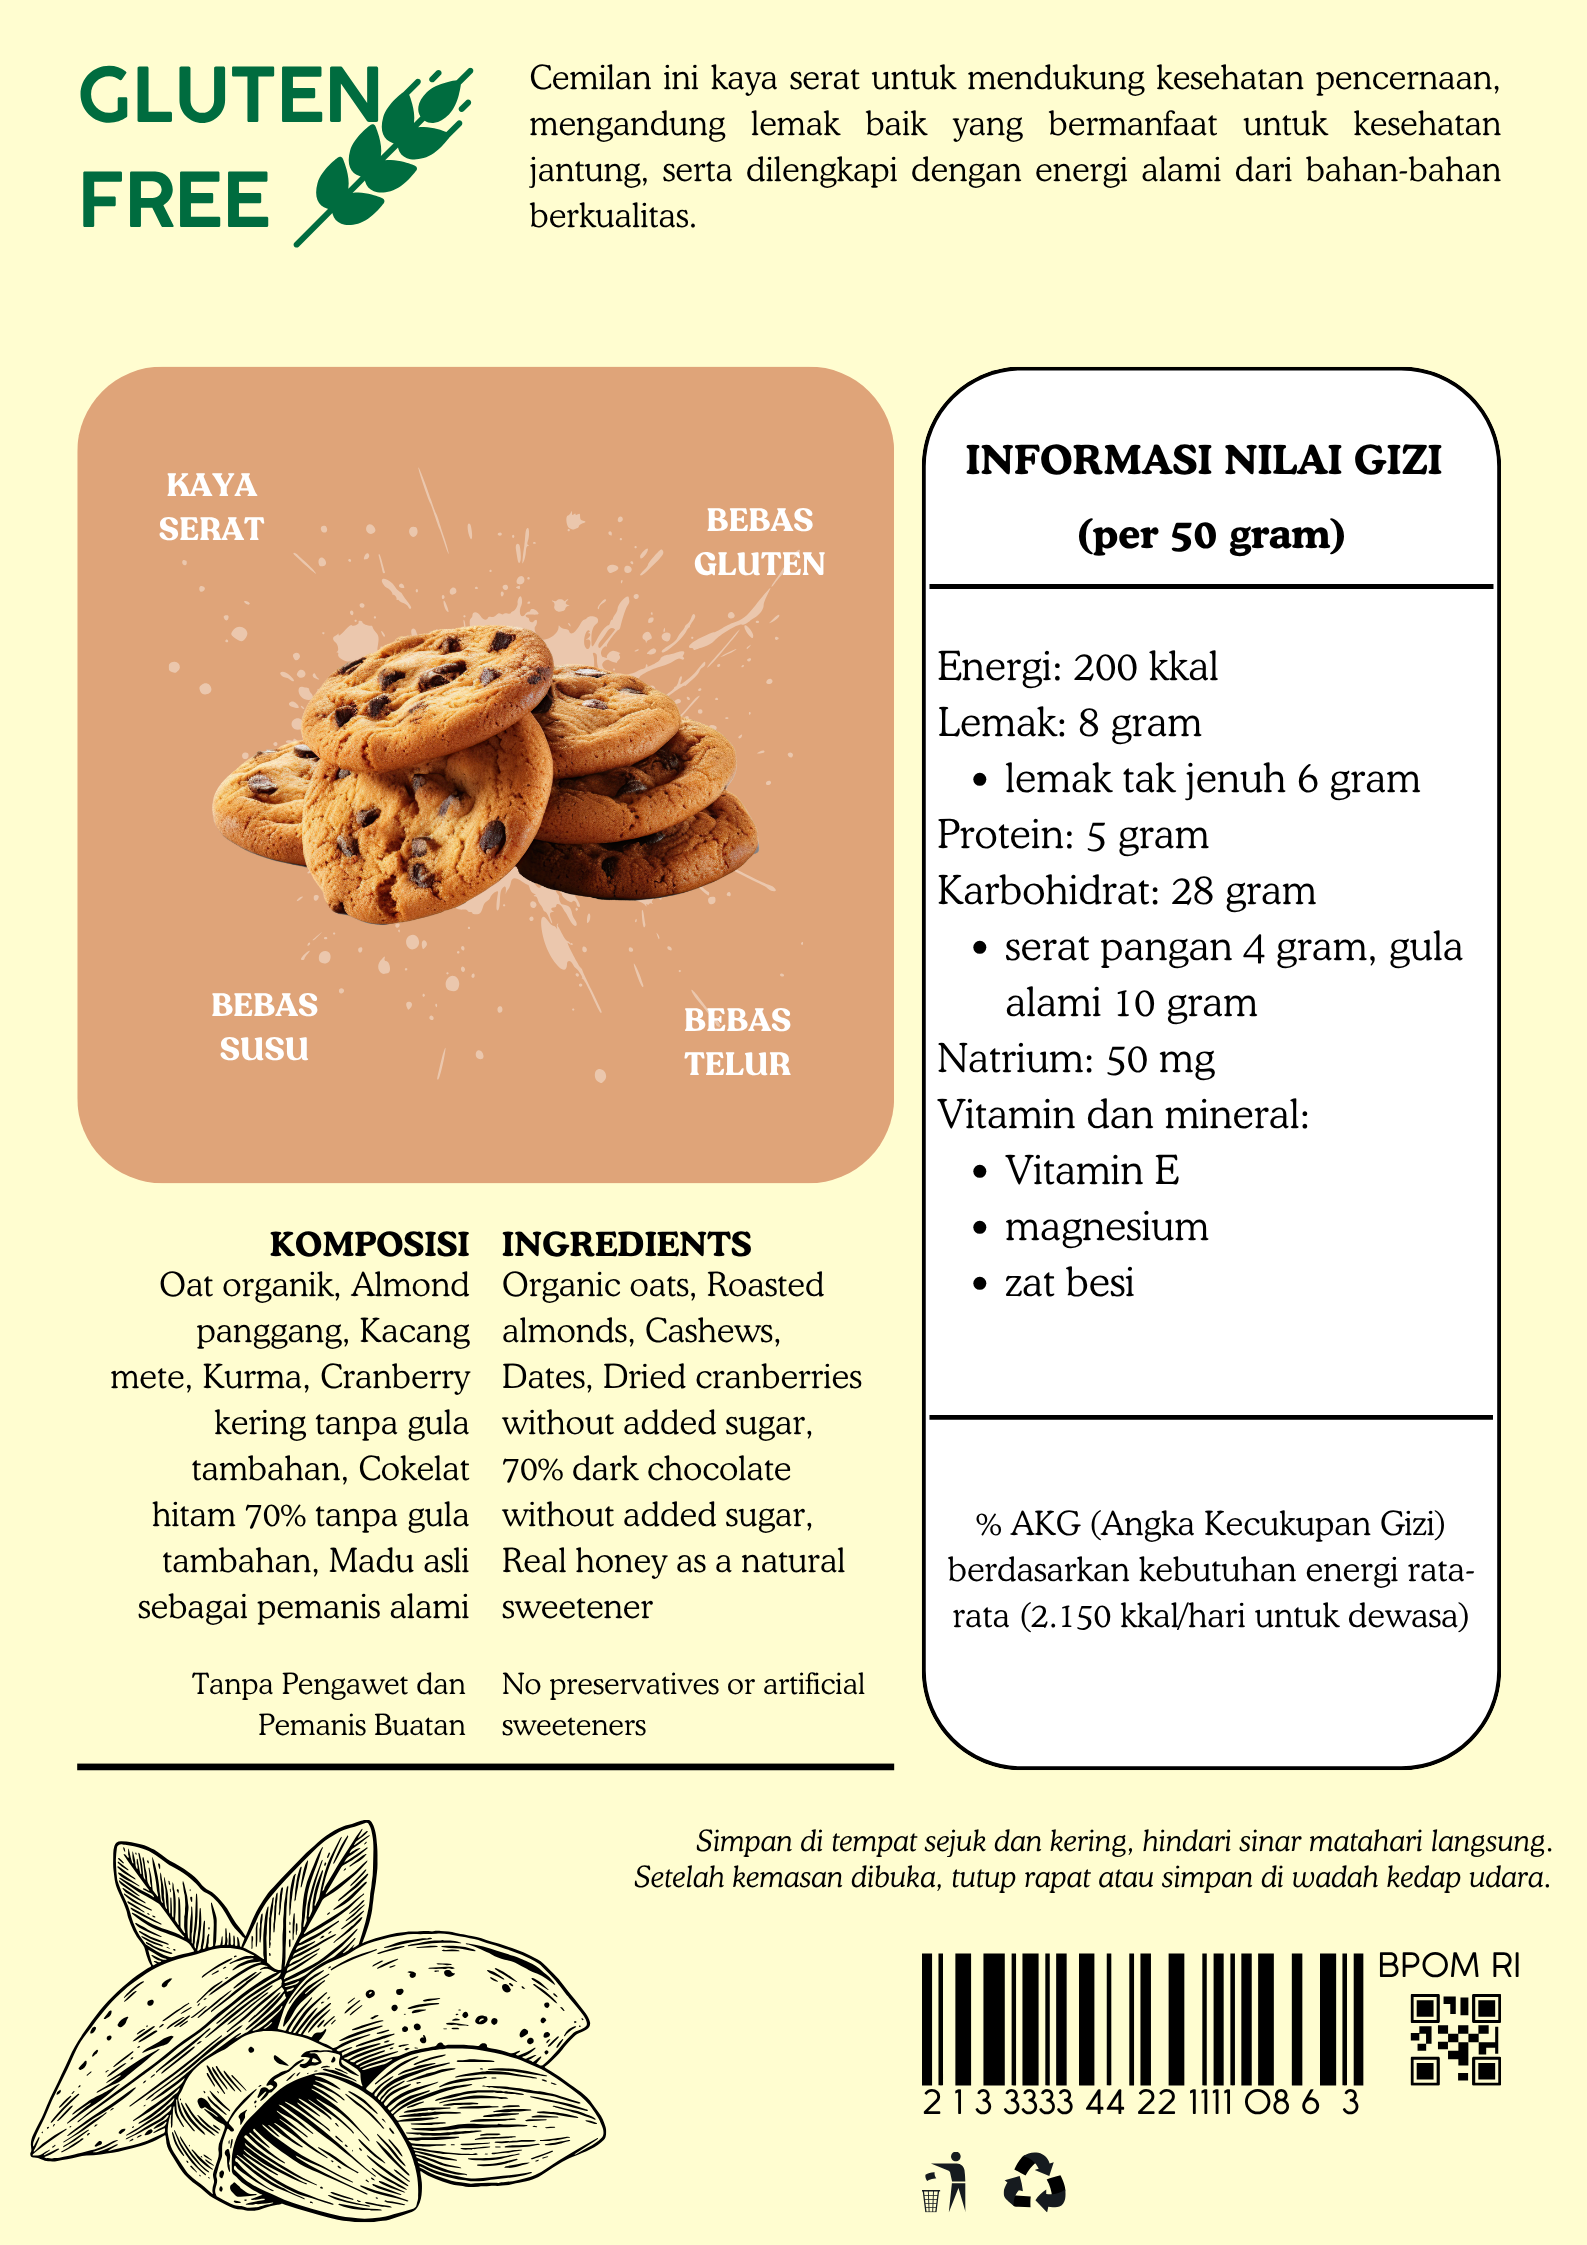 GLUTEN
FREE
Cemilan ini kaya serat untuk mendukung kesehatan pencernaan,
mengandung lemak baik yang bermanfaat untuk kesehatan
jantung, serta dilengkapi dengan energi alami dari bahan-bahan
berkualitas.
KAYA
SERAT
BEBAS
GLUTEN
BEBAS
SUSU
BEBAS
TELUR
INFORMASI NILAI GIZI
(per 50 gram)
Energi: 200 kkal
Lemak: 8 gram
• lemak tak jenuh 6 gram
Protein: 5 gram
Karbohidrat: 28 gram
• serat pangan 4 gram, gula
alami 10 gram
Natrium: 50 mg
Vitamin dan mineral:
• Vitamin E
• magnesium
• zat besi
% AKG (Angka Kecukupan Gizi)
berdasarkan kebutuhan energi rata-
rata (2.150 kkal/hari untuk dewasa)
KOMPOSISI
Oat organik, Almond
panggang, Kacang
mete, Kurma, Cranberry
kering tanpa gula
tambahan, Cokelat
hitam 70% tanpa gula
tambahan, Madu asli
sebagai pemanis alami
Tanpa Pengawet dan
Pemanis Buatan
INGREDIENTS
Organic oats, Roasted
almonds, Cashews,
Dates, Dried cranberries
without added sugar,
70% dark chocolate
without added sugar,
Real honey as a natural
sweetener
No preservatives or artificial
sweeteners
Simpan di tempat sejuk dan kering, hindari sinar matahari langsung.
Setelah kemasan dibuka, tutup rapat atau simpan di wadah kedap udara.
BPOM RI
2 1 3 3333 44 22 1111 08 6 3